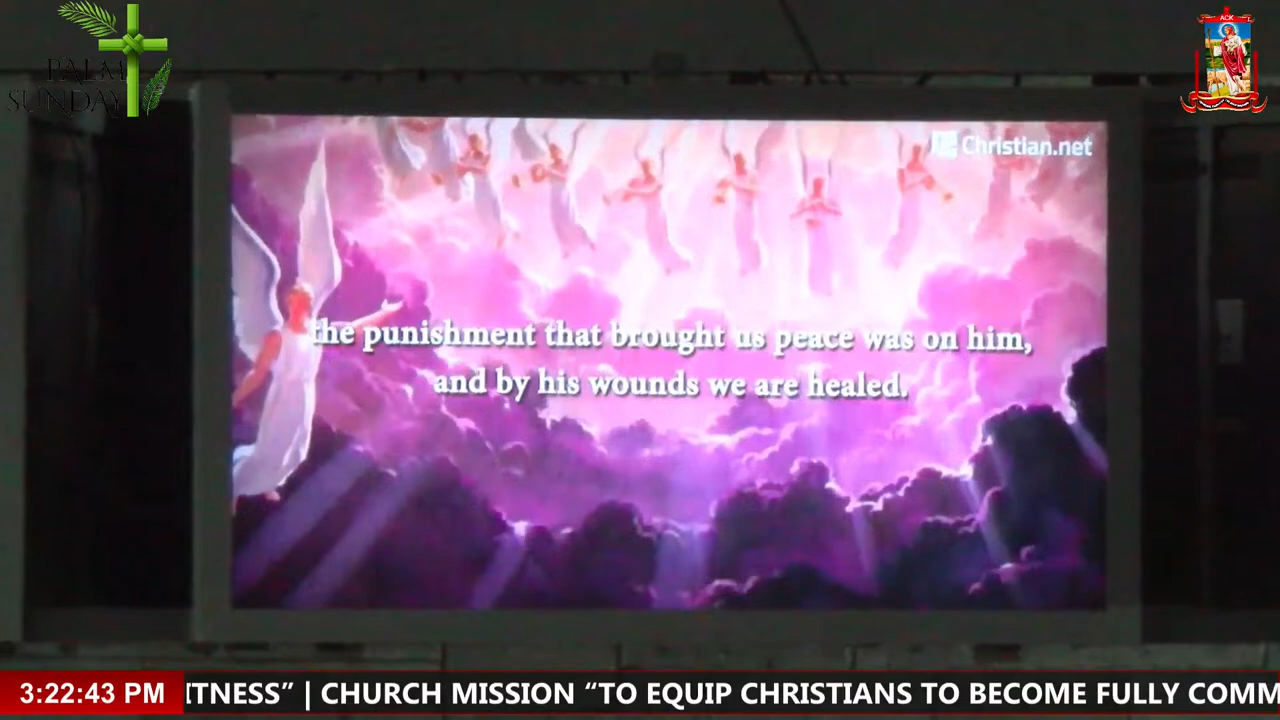 PALM
SUNDAY
ACK
Christian.net
the punishment that brought us peace was on him,
and by his wounds we are healed.
3:22:43 PM
ITNESS” | CHURCH MISSION “TO EQUIP CHRISTIANS TO BECOME FULLY COMM